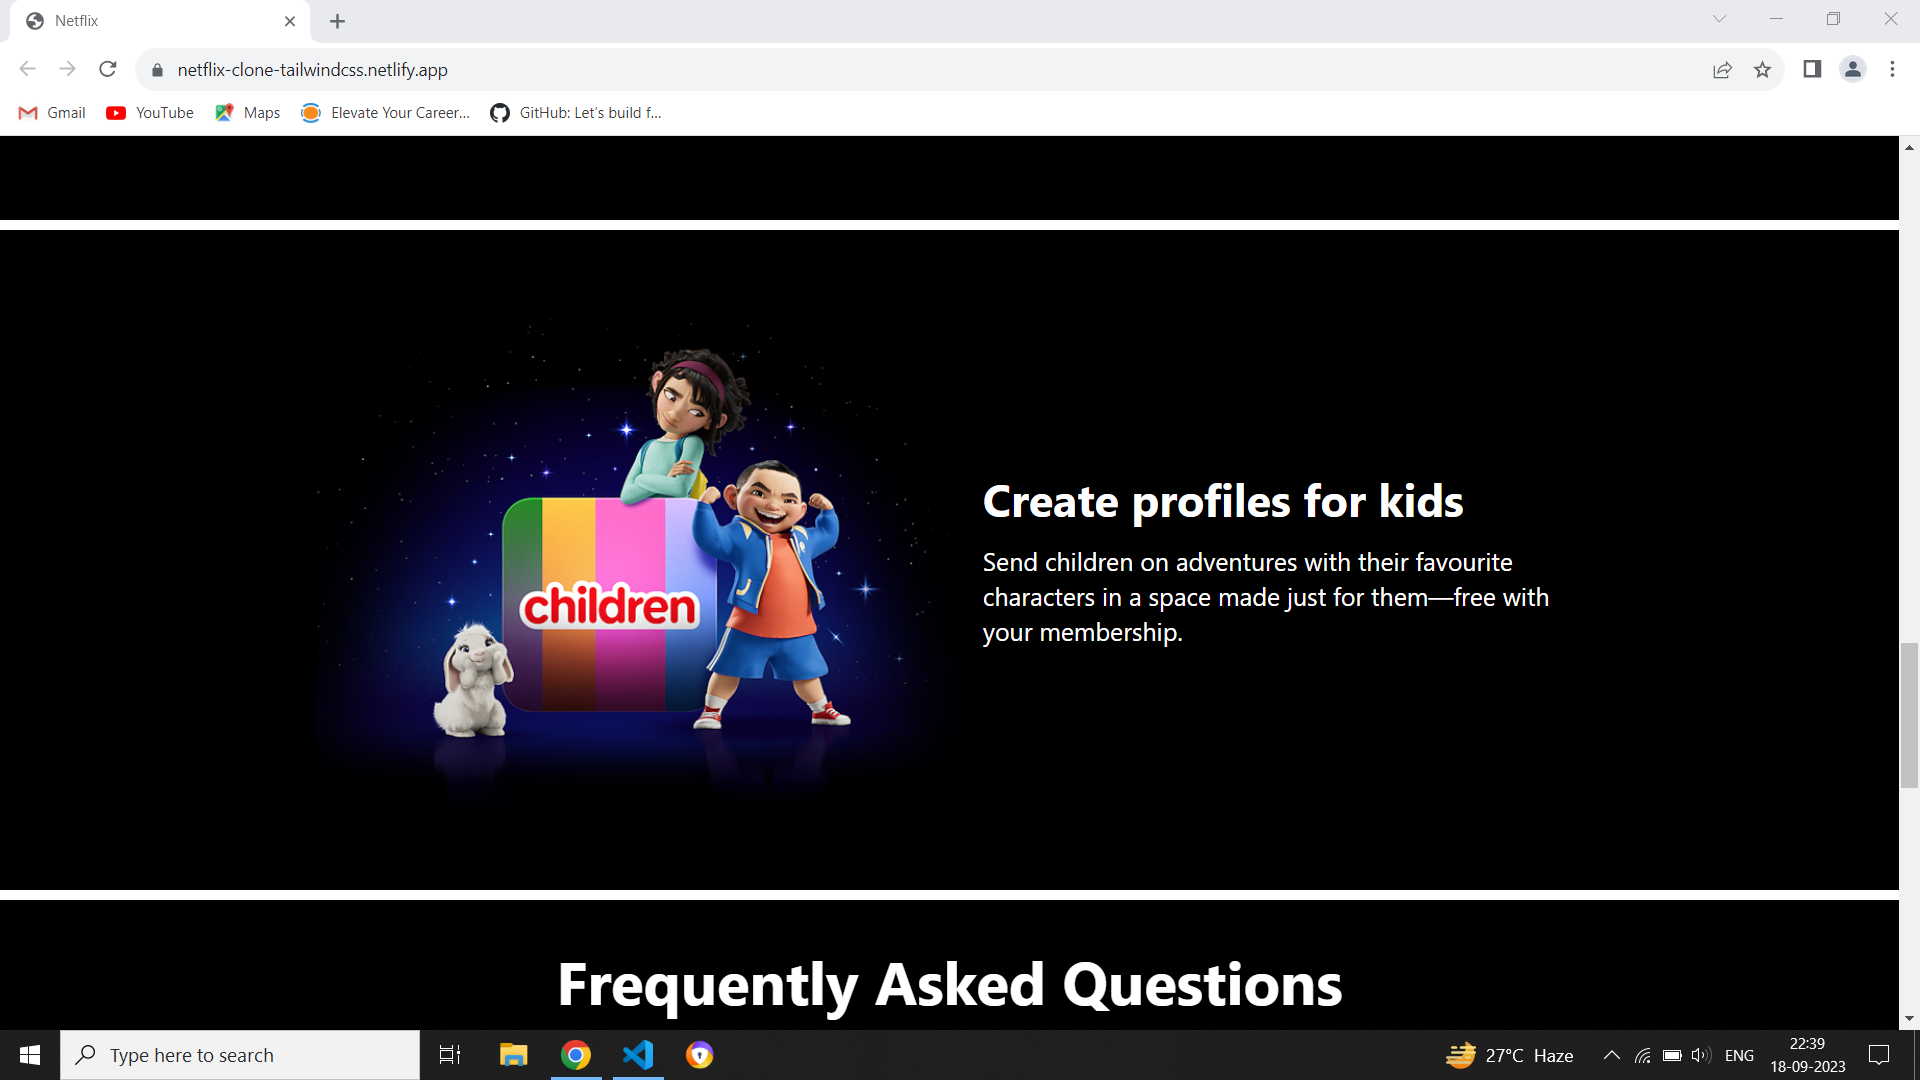 Netflix
netflix-clone-tailwindcss.netlify.app
Gmail
YouTube
Maps
Elevate Your Career...
GitHub: Let's build f...
children
Create profiles for kids
Send children on adventures with their favourite
characters in a space made just for them—free with
your membership.
Frequently Asked Questions
Type here to search
27°C Haze
ENG
22:39
18-09-2023